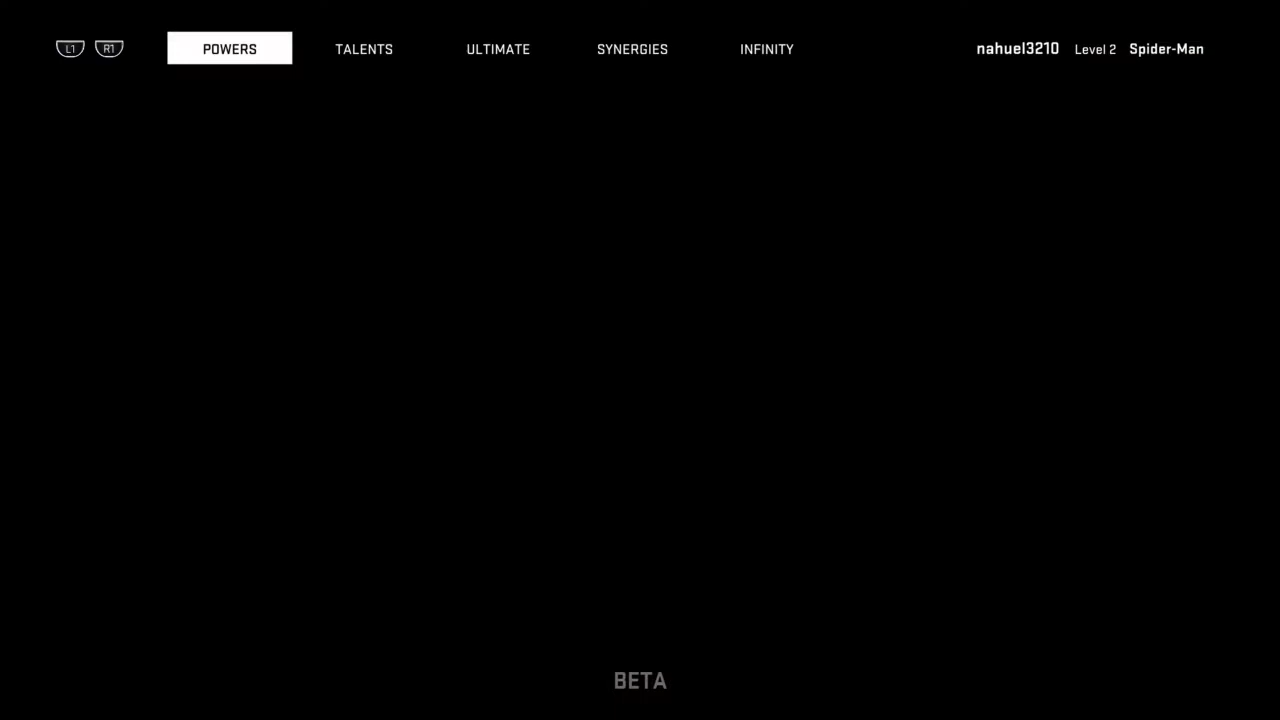 L1 R1 POWERS TALENTS ULTIMATE SYNERGIES INFINITY nahuel3210 Level 2 Spider-Man
BETA